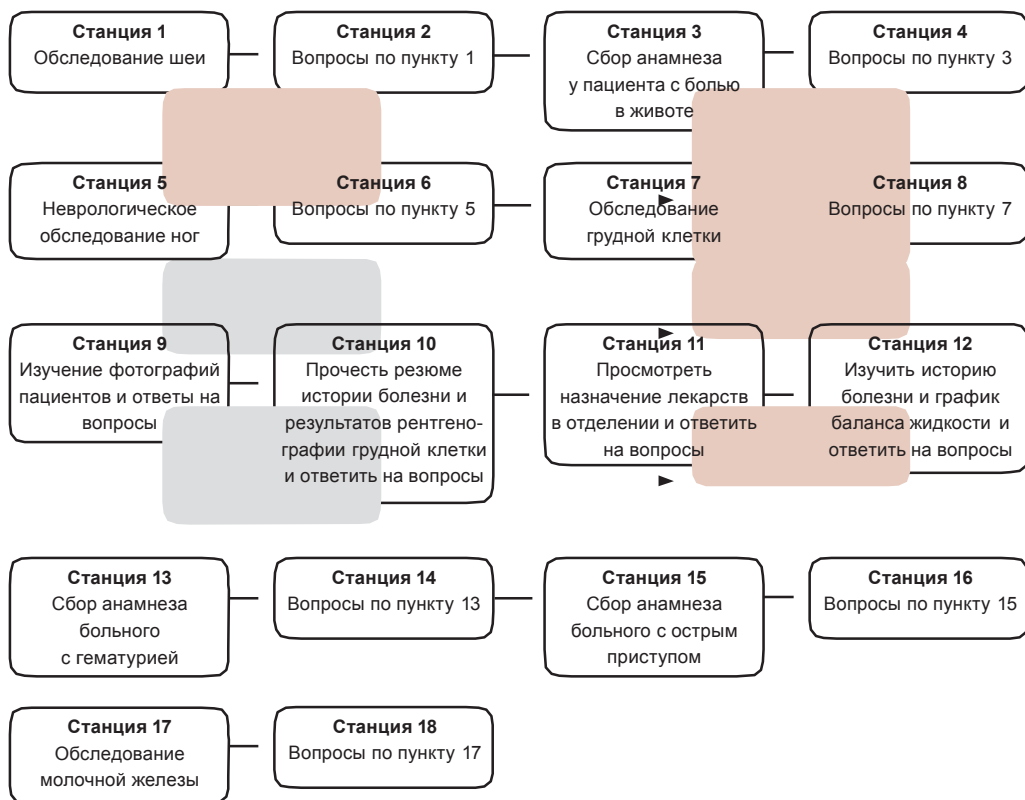 Станция 1
Обследование шеи
Станция 2
Вопросы по пункту 1
Станция 3
Сбор анамнеза
у пациента с болью
в животе
Станция 4
Вопросы по пункту 3
Станция 5
Неврологическое
обследование ног
Станция 6
Вопросы по пункту 5
Станция 7
Обследование
грудной клетки
Станция 8
Вопросы по пункту 7
Станция 9
Изучение фотографий
пациентов и ответы на
вопросы
Станция 10
Прочесть резюме
истории болезни и
результатов рентгено-
графии грудной клетки
и ответить на вопросы
Станция 11
Просмотреть
назначение лекарств
в отделении и ответить
на вопросы
Станция 12
Изучить историю
болезни и график
баланса жидкости и
ответить на вопросы
Станция 13
Сбор анамнеза
больного
с гематурией
Станция 14
Вопросы по пункту 13
Станция 15
Сбор анамнеза
больного с острым
приступом
Станция 16
Вопросы по пункту 15
Станция 17
Обследование
молочной железы
Станция 18
Вопросы по пункту 17